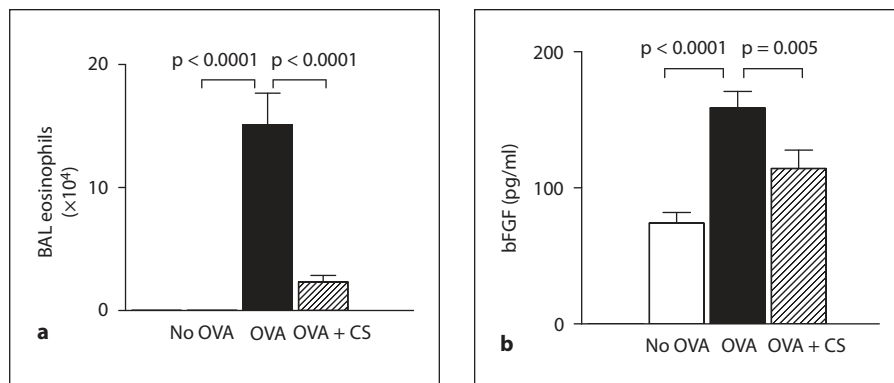 20
10
0
BAL eosinophils
(×10⁴)
p < 0.0001 p < 0.0001
No OVA OVA OVA + CS
a
200
100
0
bFGF (pg/ml)
p < 0.0001 p = 0.005
No OVA OVA OVA + CS
b